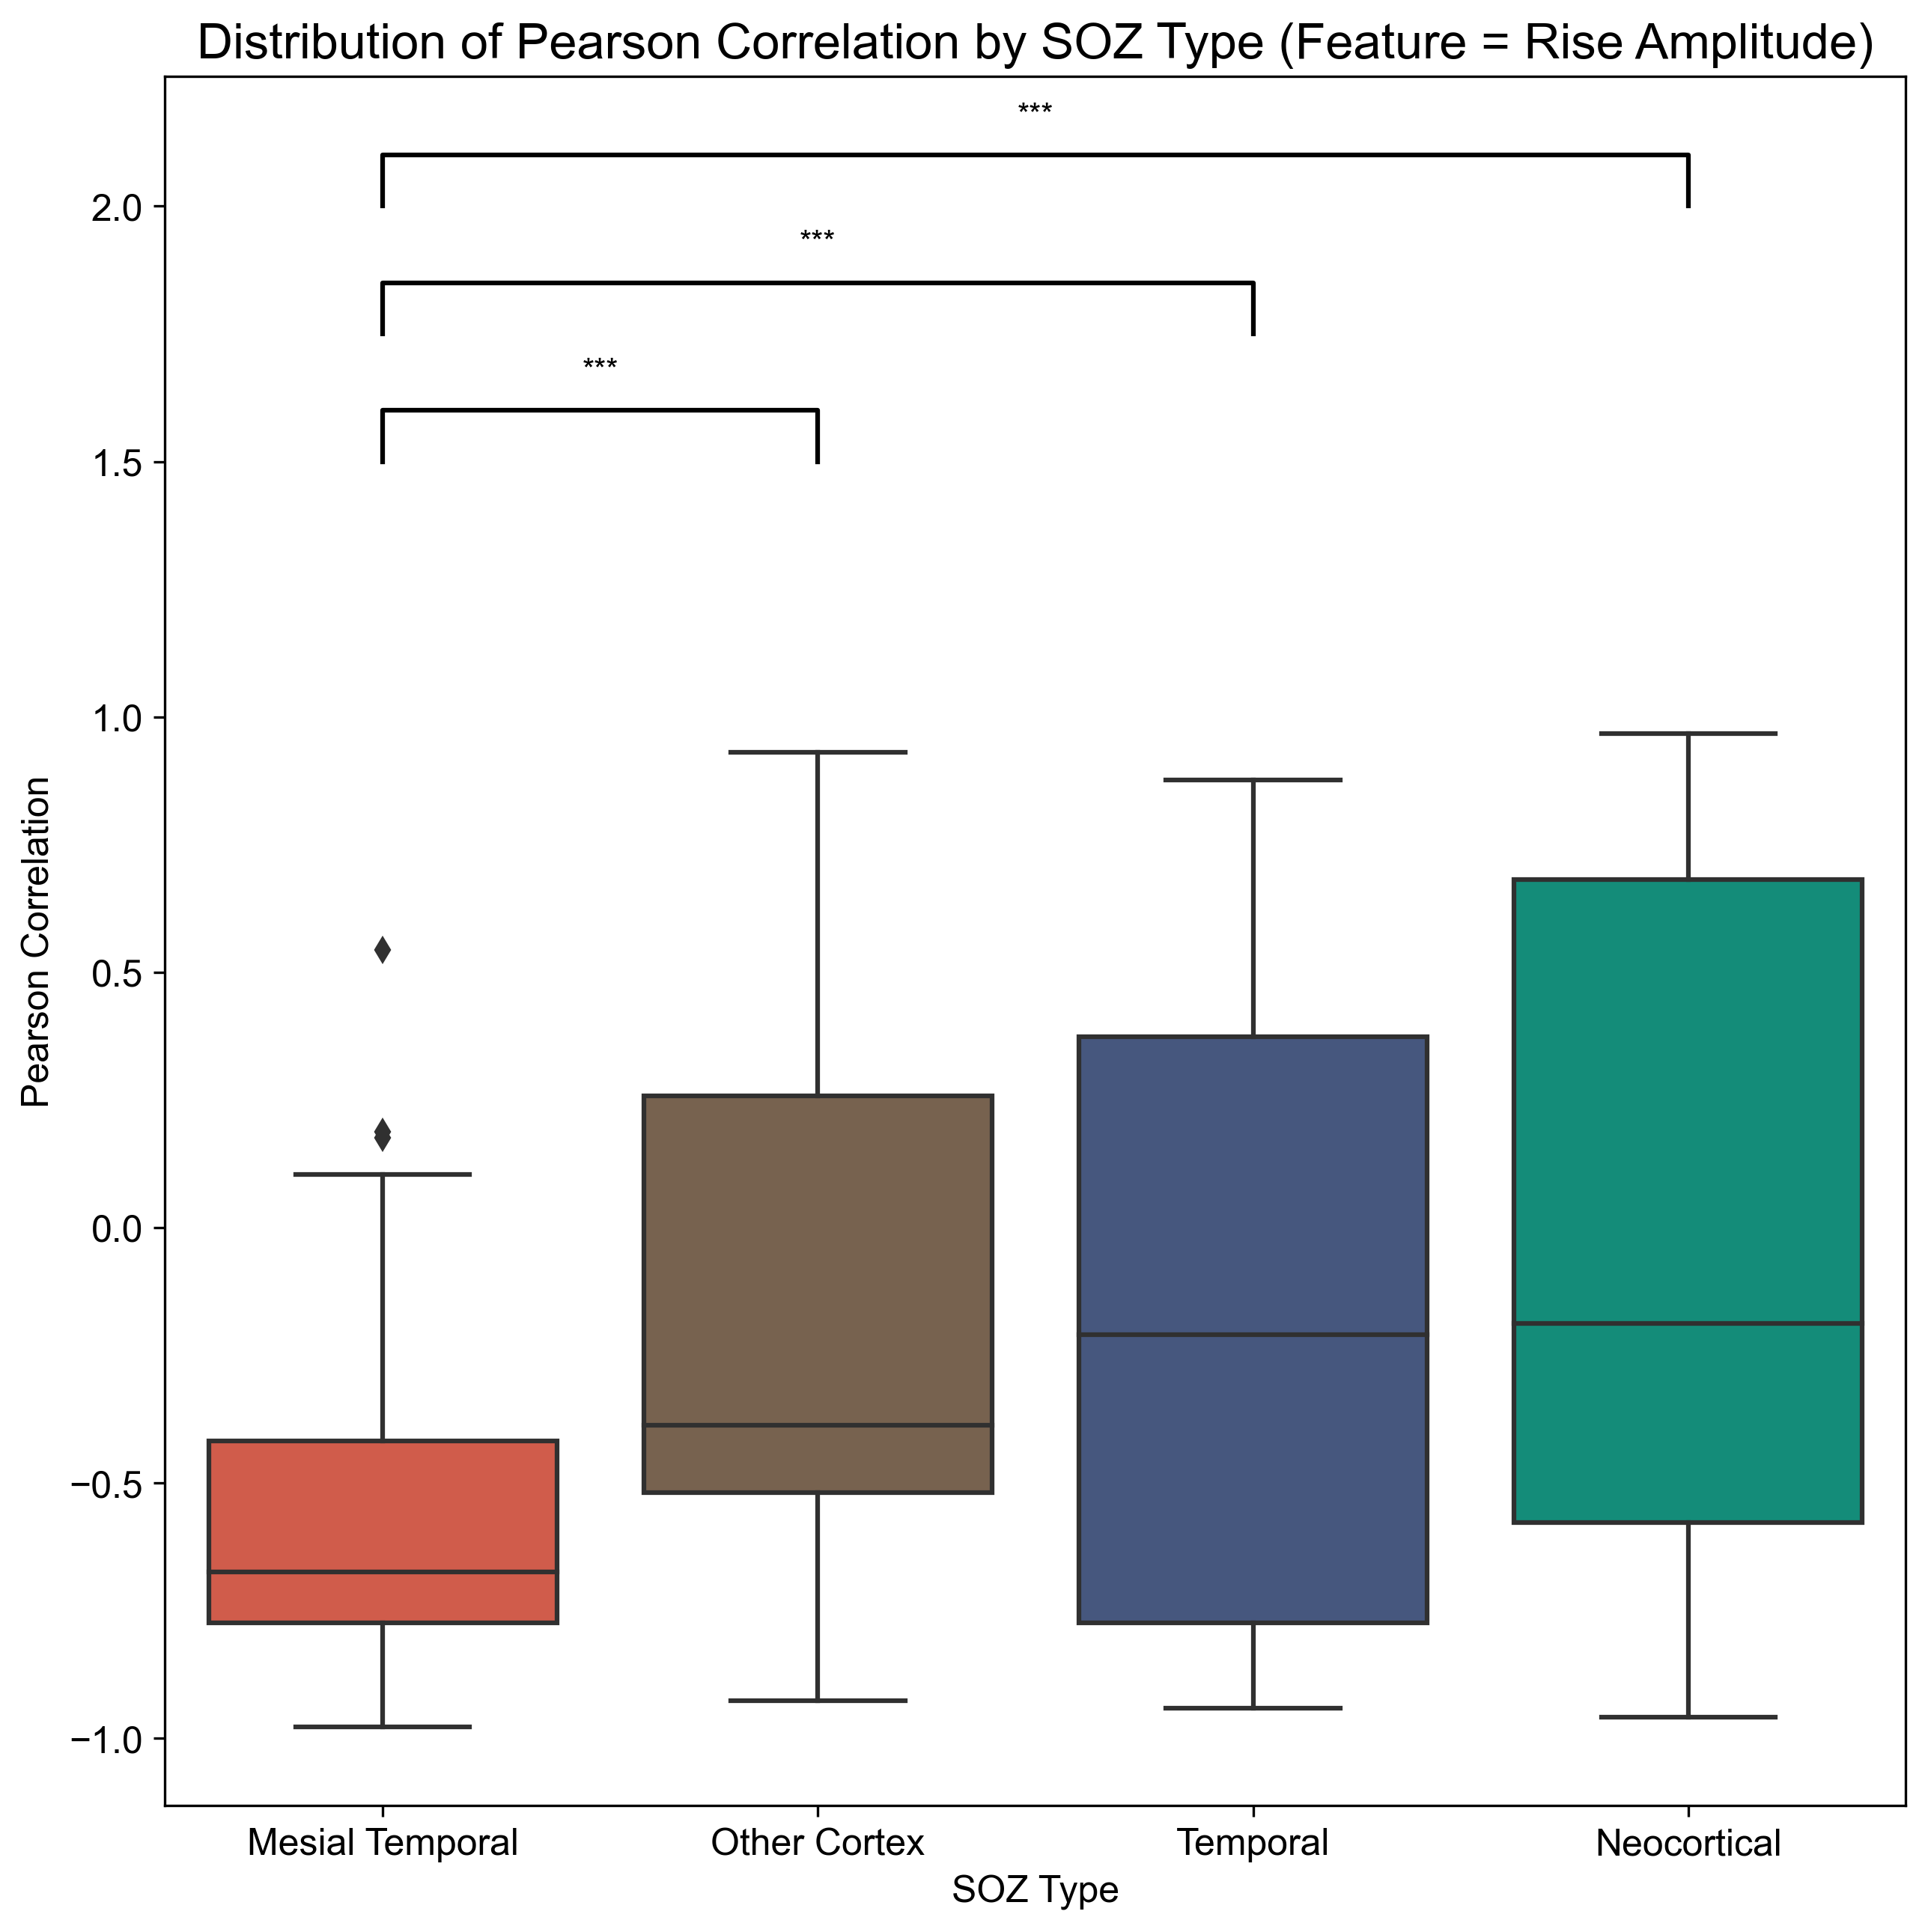 Distribution of Pearson Correlation by SOZ Type (Feature = Rise Amplitude)
***
2.0
***
***
1.5
1.0
0.5
0.0
−0.5
−1.0
Pearson Correlation
Mesial Temporal
Other Cortex
Temporal
Neocortical
SOZ Type